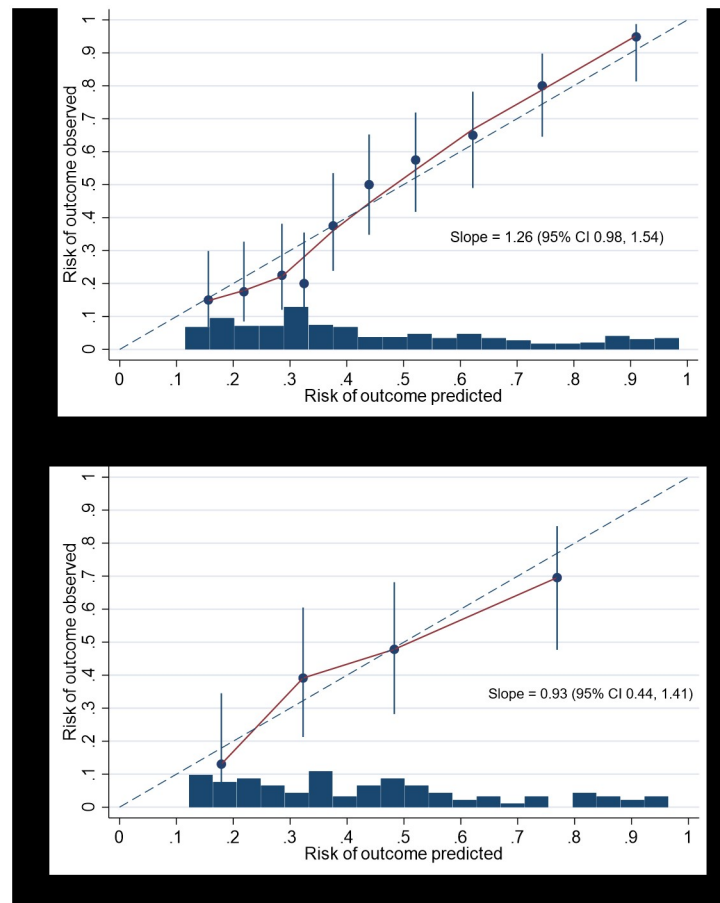 1
.9
.8
.7
.6
.5
.4
.3
.2
.1
0
Risk of outcome observed
Slope = 1.26 (95% CI 0.98, 1.54)
0 .1 .2 .3 .4 .5 .6 .7 .8 .9 1
Risk of outcome predicted
1
.9
.8
.7
.6
.5
.4
.3
.2
.1
0
Risk of outcome observed
Slope = 0.93 (95% CI 0.44, 1.41)
0 .1 .2 .3 .4 .5 .6 .7 .8 .9 1
Risk of outcome predicted